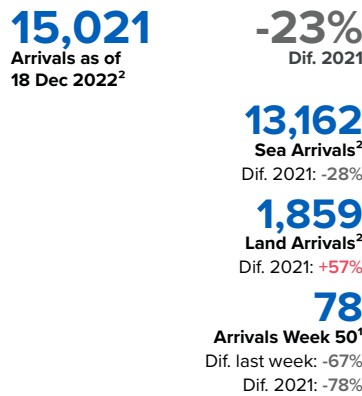 15,021
Arrivals as of
18 Dec 2022²
-23%
Dif. 2021
13,162
Sea Arrivals²
Dif. 2021: -28%
1,859
Land Arrivals²
Dif. 2021: +57%
78
Arrivals Week 50¹
Dif. last week: -67%
Dif. 2021: -78%